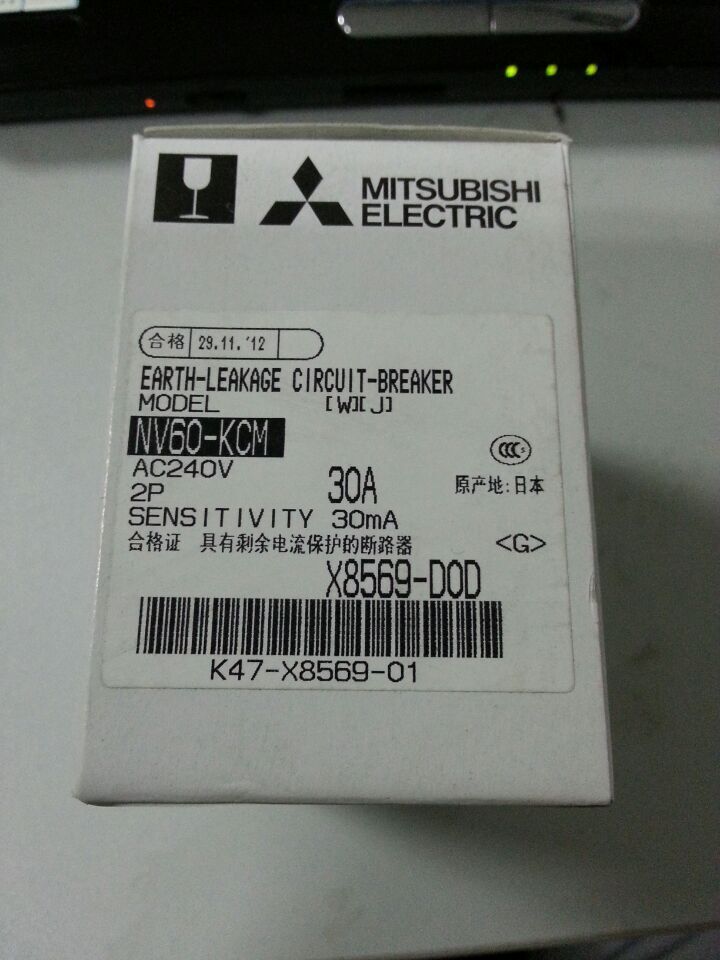 MITSUBISHI
ELECTRIC
合格 29.11.'12
EARTH-LEAKAGE CIRCUIT-BREAKER
MODEL [W][J]
NV60-KCM
CCC S
AC240V
2P 30A 原产地:日本
SENSITIVITY 30mA
合格证 具有剩余电流保护的断路器 <G>
X8569-D0D
K47-X8569-01